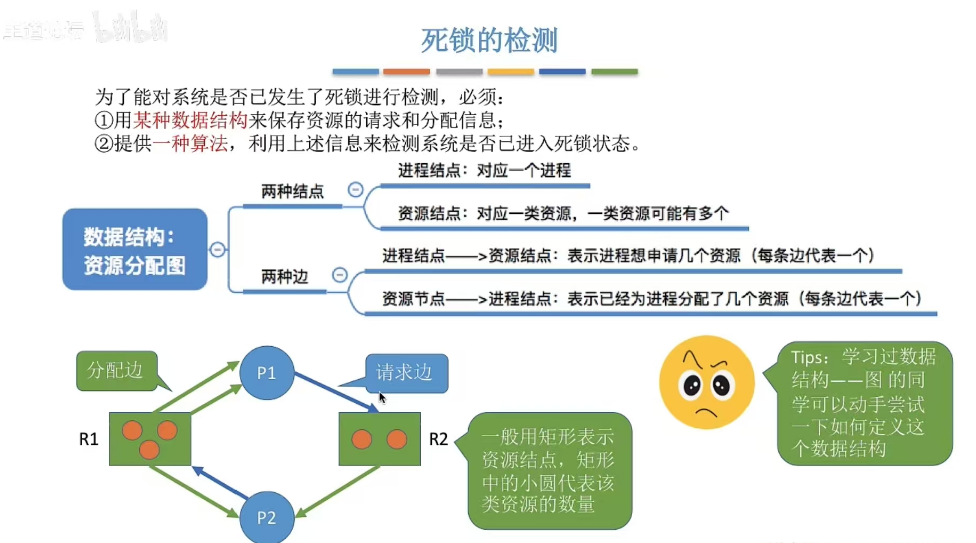 死锁的检测
为了能对系统是否已发生了死锁进行检测，必须：
①用某种数据结构来保存资源的请求和分配信息；
②提供一种算法，利用上述信息来检测系统是否已进入死锁状态。
数据结构：
资源分配图
两种结点
进程结点：对应一个进程
资源结点：对应一类资源，一类资源可能有多个
两种边
进程结点——>资源结点：表示进程想申请几个资源（每条边代表一个）
资源节点——>进程结点：表示已经为进程分配了几个资源（每条边代表一个）
分配边
P1
请求边
R1
R2
P2
一般用矩形表示
资源结点，矩形
中的小圆代表该
类资源的数量
Tips：学习过数据
结构——图 的同
学可以动手尝试
一下如何定义这
个数据结构